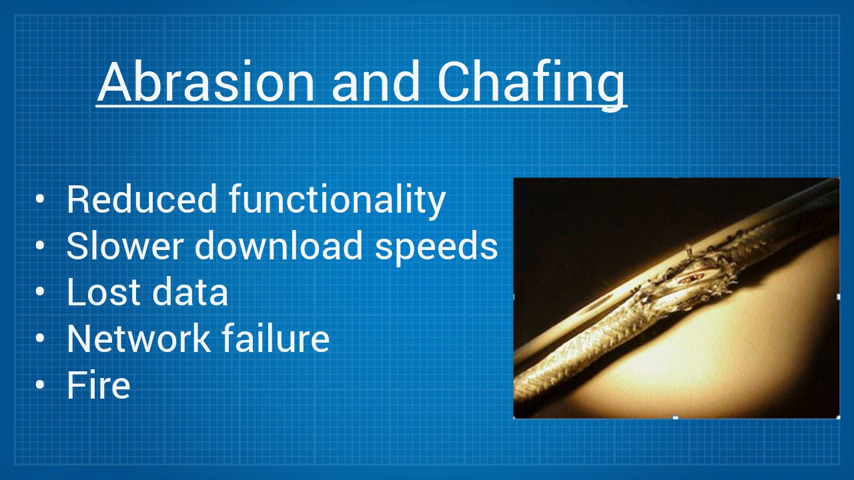 Abrasion and Chafing
• Reduced functionality
• Slower download speeds
• Lost data
• Network failure
• Fire